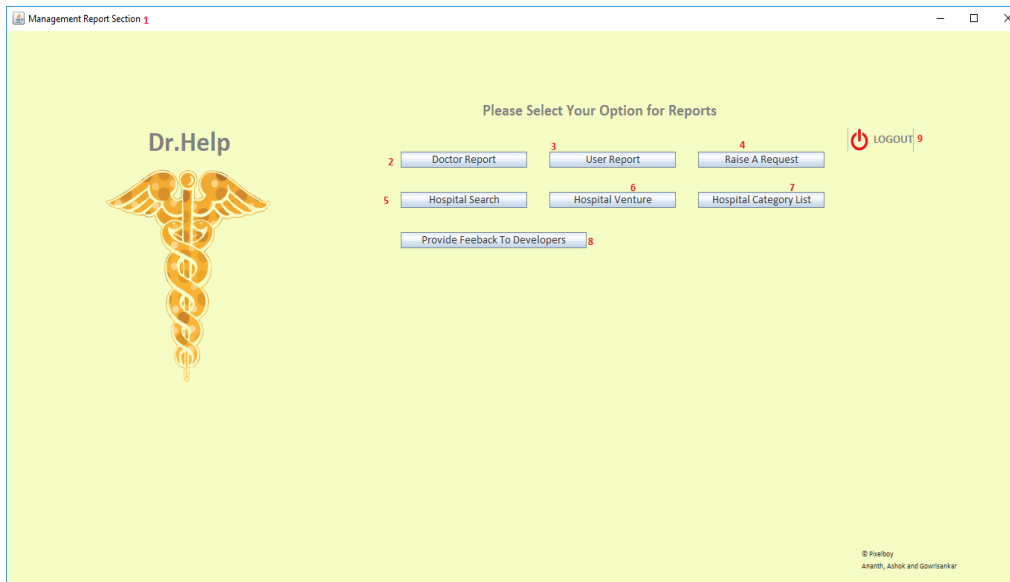 Management Report Section 1
Please Select Your Option for Reports
Dr.Help
LOGOUT 9
3
4
2 Doctor Report User Report Raise A Request
6
7
5 Hospital Search Hospital Venture Hospital Category List
Provide Feeback To Developers 8
© Pixelboy
Ananth, Ashok and Gowrisankar